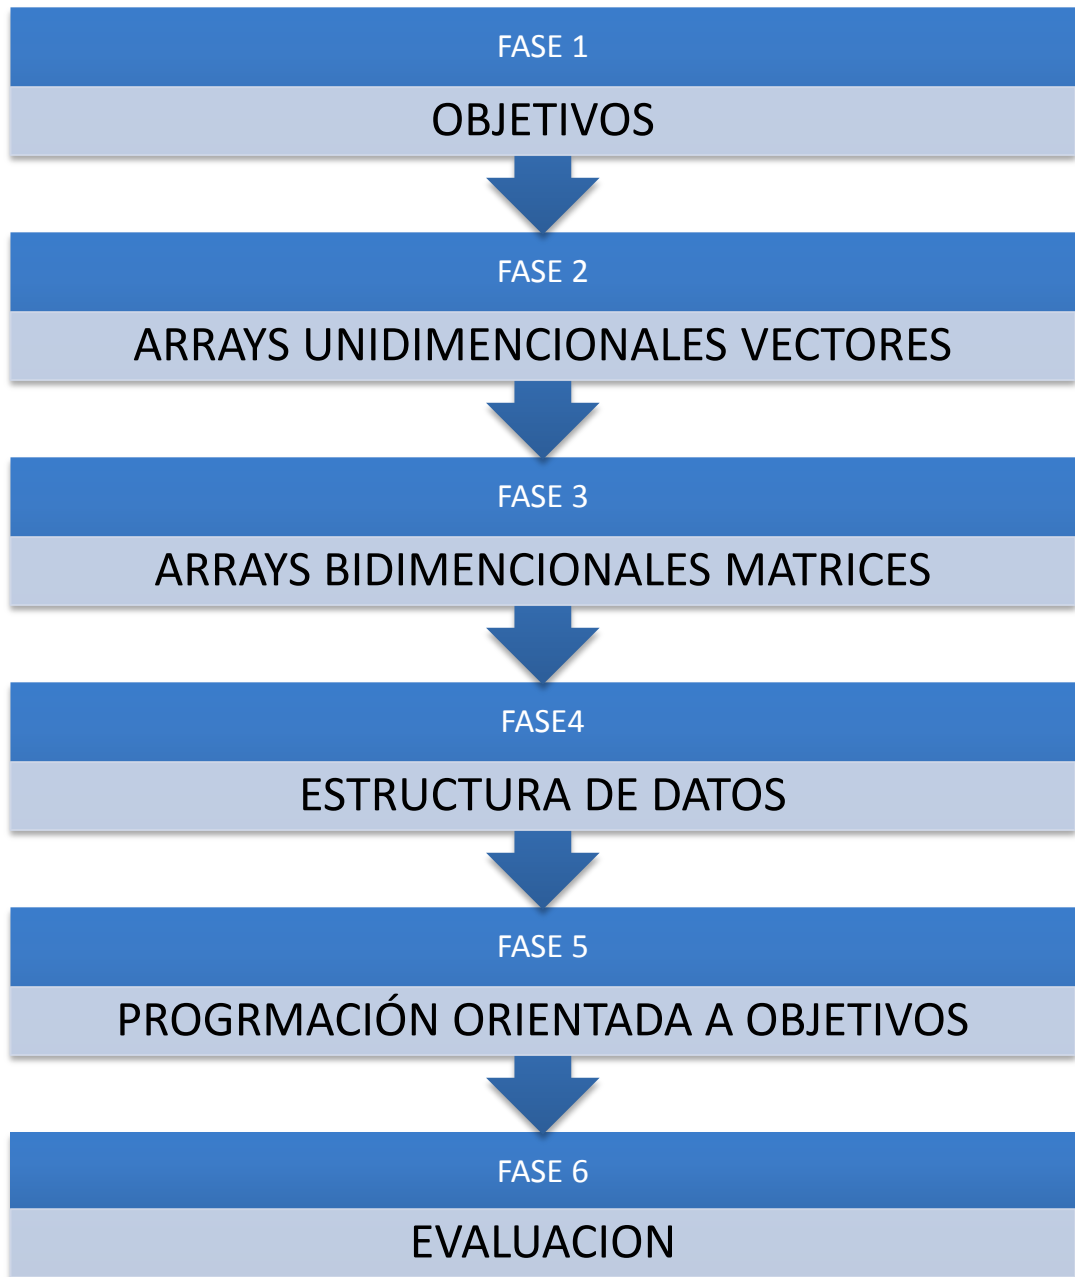 FASE 1
OBJETIVOS
FASE 2
ARRAYS UNIDIMENCIONALES VECTORES
FASE 3
ARRAYS BIDIMENCIONALES MATRICES
FASE4
ESTRUCTURA DE DATOS
FASE 5
PROGRMACIÓN ORIENTADA A OBJETIVOS
FASE 6
EVALUACION